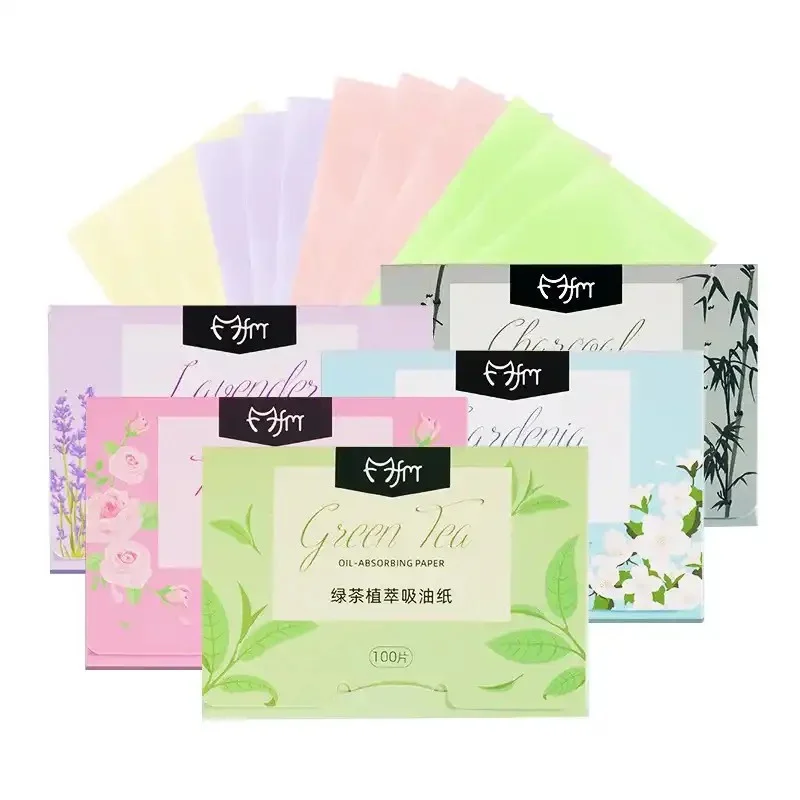 Charcoal
Lavender
Gardenia
Green Tea
OIL-ABSORBING PAPER
绿茶植萃吸油纸
100片